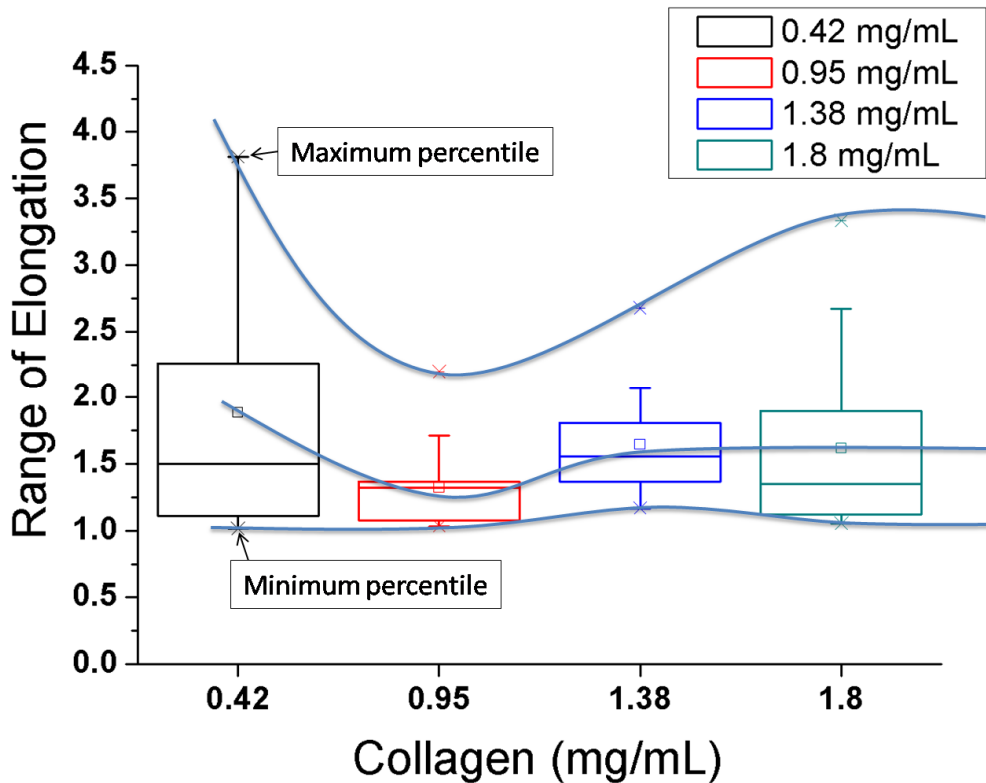 0.42 mg/mL
0.95 mg/mL
1.38 mg/mL
1.8 mg/mL
Range of Elongation
4.5
4.0
3.5
3.0
2.5
2.0
1.5
1.0
0.5
0.0
Maximum percentile
Minimum percentile
0.42 0.95 1.38 1.8
Collagen (mg/mL)